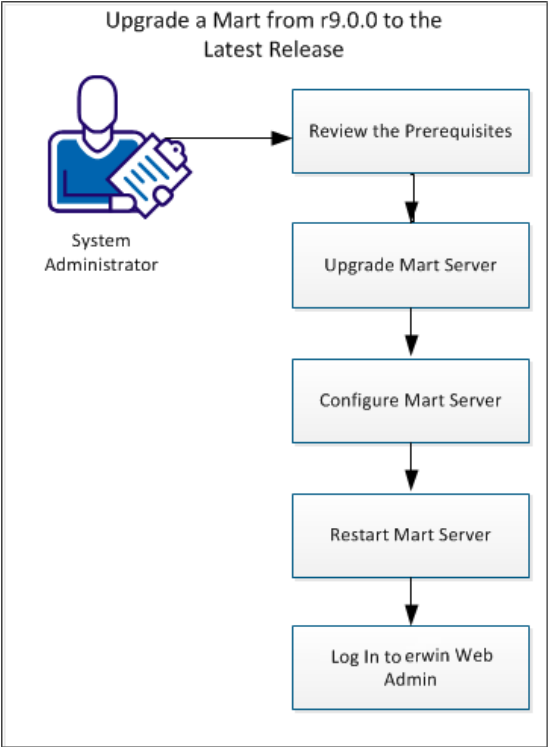 Upgrade a Mart from r9.0.0 to the
Latest Release
System
Administrator
Review the Prerequisites
Upgrade Mart Server
Configure Mart Server
Restart Mart Server
Log In to erwin Web
Admin